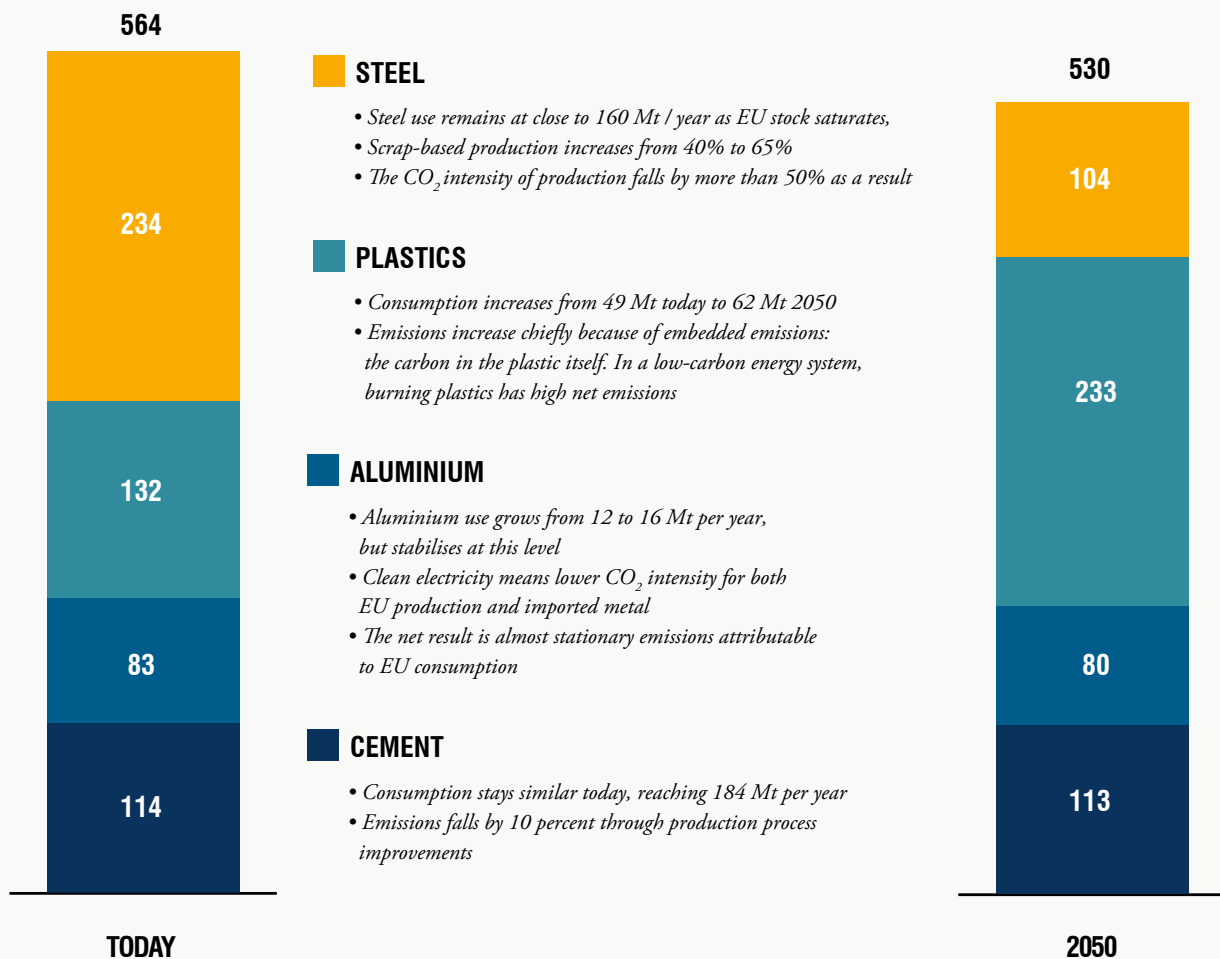 564
234
132
83
114
TODAY
STEEL
• Steel use remains at close to 160 Mt / year as EU stock saturates,
• Scrap-based production increases from 40% to 65%
• The CO₂ intensity of production falls by more than 50% as a result
PLASTICS
• Consumption increases from 49 Mt today to 62 Mt 2050
• Emissions increase chiefly because of embedded emissions:
the carbon in the plastic itself. In a low-carbon energy system,
burning plastics has high net emissions
ALUMINIUM
• Aluminium use grows from 12 to 16 Mt per year,
but stabilises at this level
• Clean electricity means lower CO₂ intensity for both
EU production and imported metal
• The net result is almost stationary emissions attributable
to EU consumption
CEMENT
• Consumption stays similar today, reaching 184 Mt per year
• Emissions falls by 10 percent through production process
improvements
530
104
233
80
113
2050